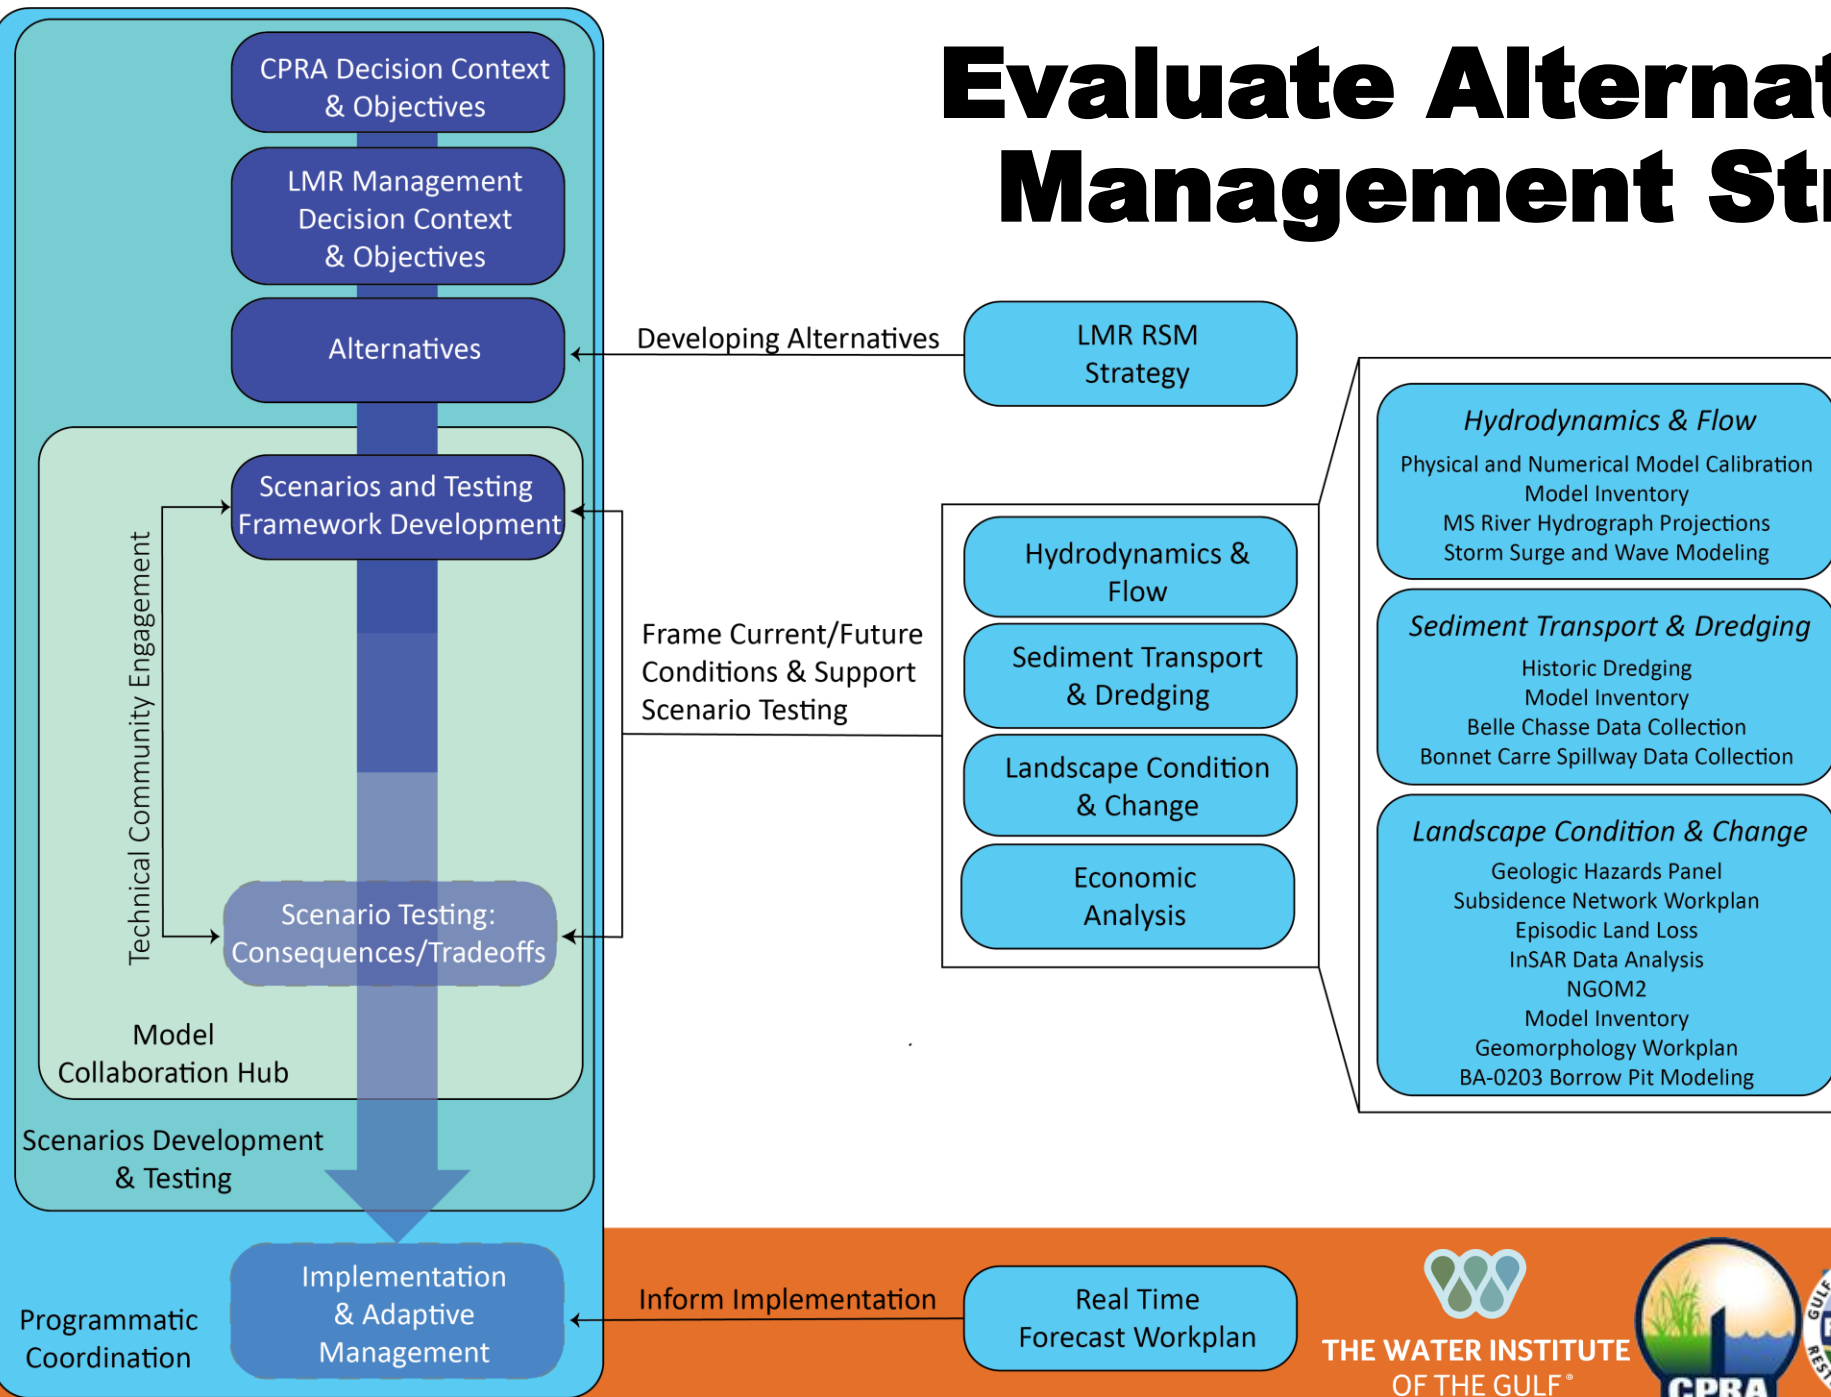 Evaluate Alternat
Management Str
CPRA Decision Context
& Objectives
LMR Management
Decision Context
& Objectives
Alternatives
Developing Alternatives
LMR RSM
Strategy
Scenarios and Testing
Framework Development
Technical Community Engagement
Frame Current/Future
Conditions & Support
Scenario Testing
Scenario Testing:
Consequences/Tradeoffs
Model
Collaboration Hub
Scenarios Development
& Testing
Hydrodynamics &
Flow
Sediment Transport
& Dredging
Landscape Condition
& Change
Economic
Analysis
Hydrodynamics & Flow
Physical and Numerical Model Calibration
Model Inventory
MS River Hydrograph Projections
Storm Surge and Wave Modeling
Sediment Transport & Dredging
Historic Dredging
Model Inventory
Belle Chasse Data Collection
Bonnet Carre Spillway Data Collection
Landscape Condition & Change
Geologic Hazards Panel
Subsidence Network Workplan
Episodic Land Loss
InSAR Data Analysis
NGOM2
Model Inventory
Geomorphology Workplan
BA-0203 Borrow Pit Modeling
Implementation
& Adaptive
Management
Programmatic
Coordination
Inform Implementation
Real Time
Forecast Workplan
THE WATER INSTITUTE
OF THE GULF®
CPRA
GULF